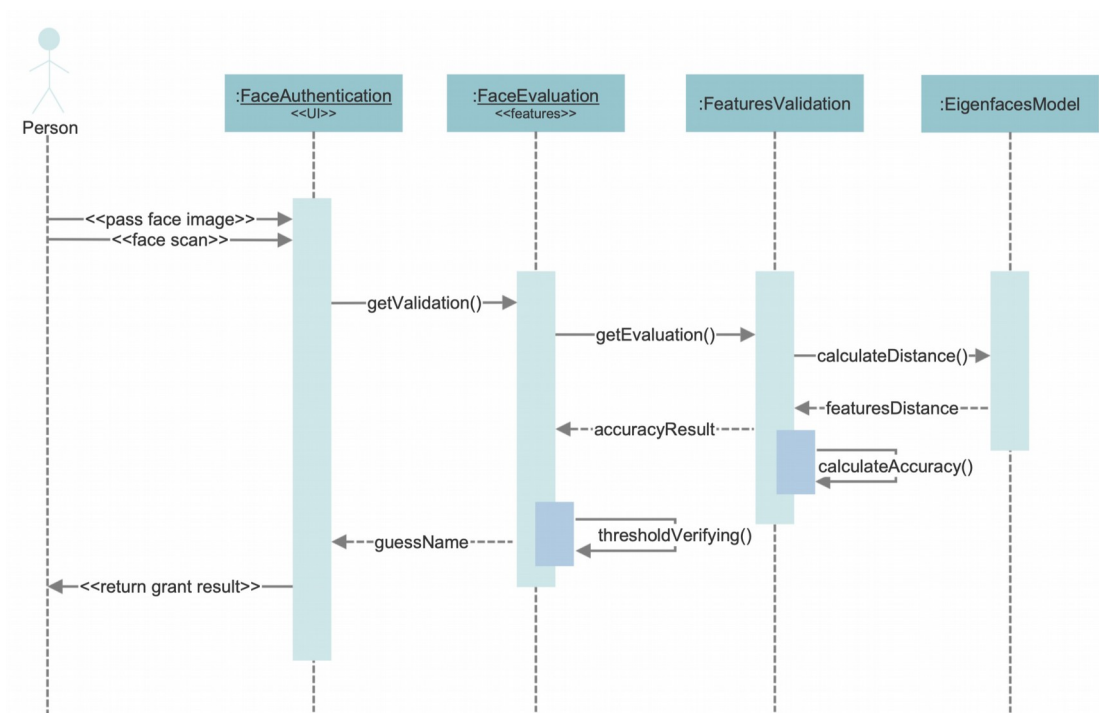 Person
:FaceAuthentication
<<UI>>
:FaceEvaluation
<<features>>
:FeaturesValidation
:EigenfacesModel
<<pass face image>>
<<face scan>>
getValidation()
getEvaluation()
calculateDistance()
featuresDistance
accuracyResult
calculateAccuracy()
thresholdVerifying()
guessName
<<return grant result>>